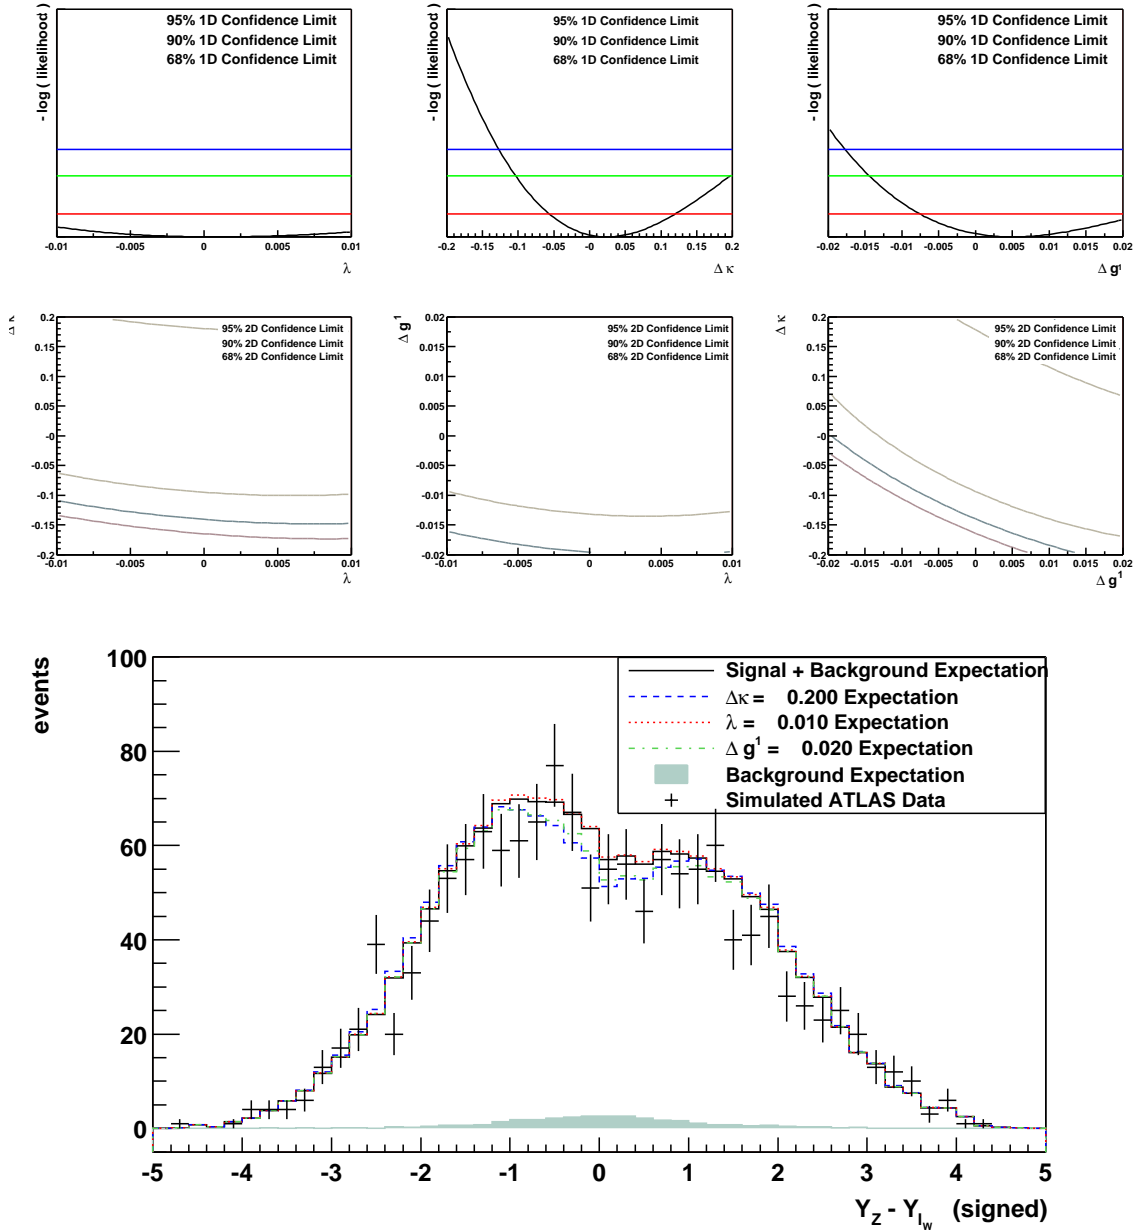 - log ( likelihood )
95% 1D Confidence Limit
90% 1D Confidence Limit
68% 1D Confidence Limit
-0.01 -0.005 0 0.005 0.01
λ
- log ( likelihood )
95% 1D Confidence Limit
90% 1D Confidence Limit
68% 1D Confidence Limit
-0.2 -0.15 -0.1 -0.05 -0 0.05 0.1 0.15 0.2
Δ κ
- log ( likelihood )
95% 1D Confidence Limit
90% 1D Confidence Limit
68% 1D Confidence Limit
-0.02 -0.015 -0.01 -0.005 0 0.005 0.01 0.015 0.02
Δ g¹
Δ κ
95% 2D Confidence Limit
90% 2D Confidence Limit
68% 2D Confidence Limit
0.2
0.15
0.1
0.05
-0
-0.05
-0.1
-0.15
-0.2
-0.01 -0.005 0 0.005 0.01
λ
Δ g¹
95% 2D Confidence Limit
90% 2D Confidence Limit
68% 2D Confidence Limit
0.02
0.015
0.01
0.005
0
-0.005
-0.01
-0.015
-0.02
-0.01 -0.005 0 0.005 0.01
λ
Δ κ
95% 2D Confidence Limit
90% 2D Confidence Limit
68% 2D Confidence Limit
0.2
0.15
0.1
0.05
-0
-0.05
-0.1
-0.15
-0.2
-0.02 -0.015 -0.01 -0.005 0 0.005 0.01 0.015 0.02
Δ g¹
events
100
80
60
40
20
0
Signal + Background Expectation
Δκ = 0.200 Expectation
λ = 0.010 Expectation
Δ g¹ = 0.020 Expectation
Background Expectation
Simulated ATLAS Data
-5 -4 -3 -2 -1 0 1 2 3 4 5
Y_Z - Y_l_w (signed)